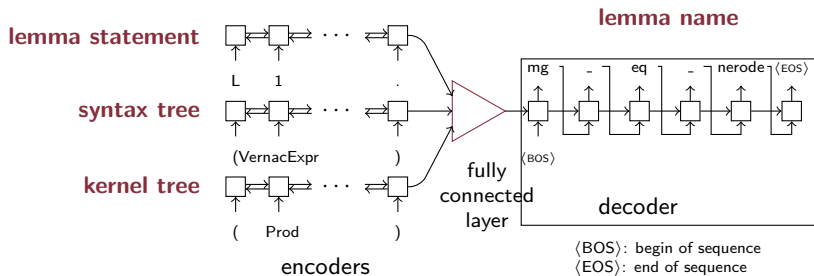 lemma name
lemma statement
L 1 .
syntax tree
(VernacExpr )
kernel tree
( Prod )
encoders
fully
connected
layer
mg _ eq _ nerode ⟨EOS⟩
⟨BOS⟩
decoder
⟨BOS⟩: begin of sequence
⟨EOS⟩: end of sequence